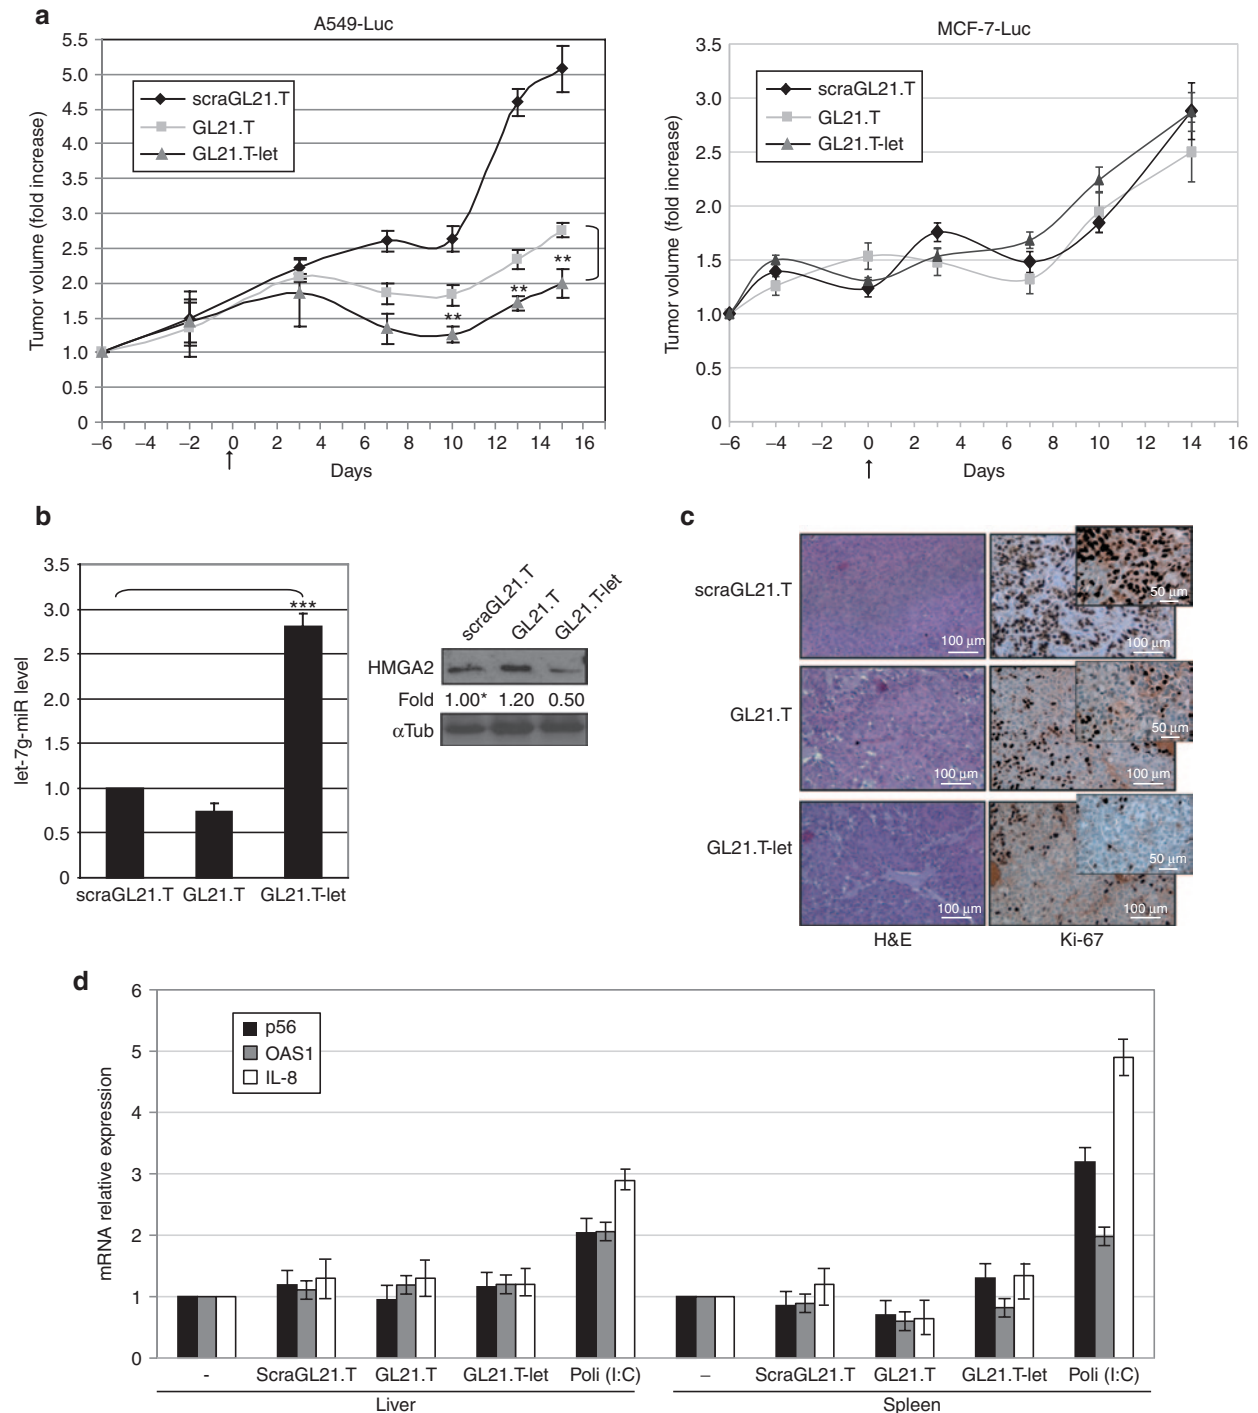 a
A549-Luc
5.5
5.0
4.5
4.0
3.5
3.0
2.5
2.0
1.5
1.0
0.5
0
Tumor volume (fold increase)
scraGL21.T
GL21.T
GL21.T-let
**
**
**
–6 –4 –2 0 2 4 6 8 10 12 14 16
Days
MCF-7-Luc
3.5
3.0
2.5
2.0
1.5
1.0
0.5
0
Tumor volume (fold increase)
scraGL21.T
GL21.T
GL21.T-let
–6 –4 –2 0 2 4 6 8 10 12 14 16
Days
b
3.5
3.0
2.5
2.0
1.5
1.0
0.5
0
let-7g-miR level
***
scraGL21.T GL21.T GL21.T-let
scraGL21.T GL21.T GL21.T-let
HMGA2
Fold 1.00* 1.20 0.50
αTub
c
scraGL21.T
100 µm 100 µm 50 µm
GL21.T
100 µm 100 µm 50 µm
GL21.T-let
100 µm 100 µm 50 µm
H&E Ki-67
d
6
5
4
3
2
1
0
mRNA relative expression
p56
OAS1
IL-8
- ScraGL21.T GL21.T GL21.T-let Poli (I:C) – ScraGL21.T GL21.T GL21.T-let Poli (I:C)
Liver Spleen